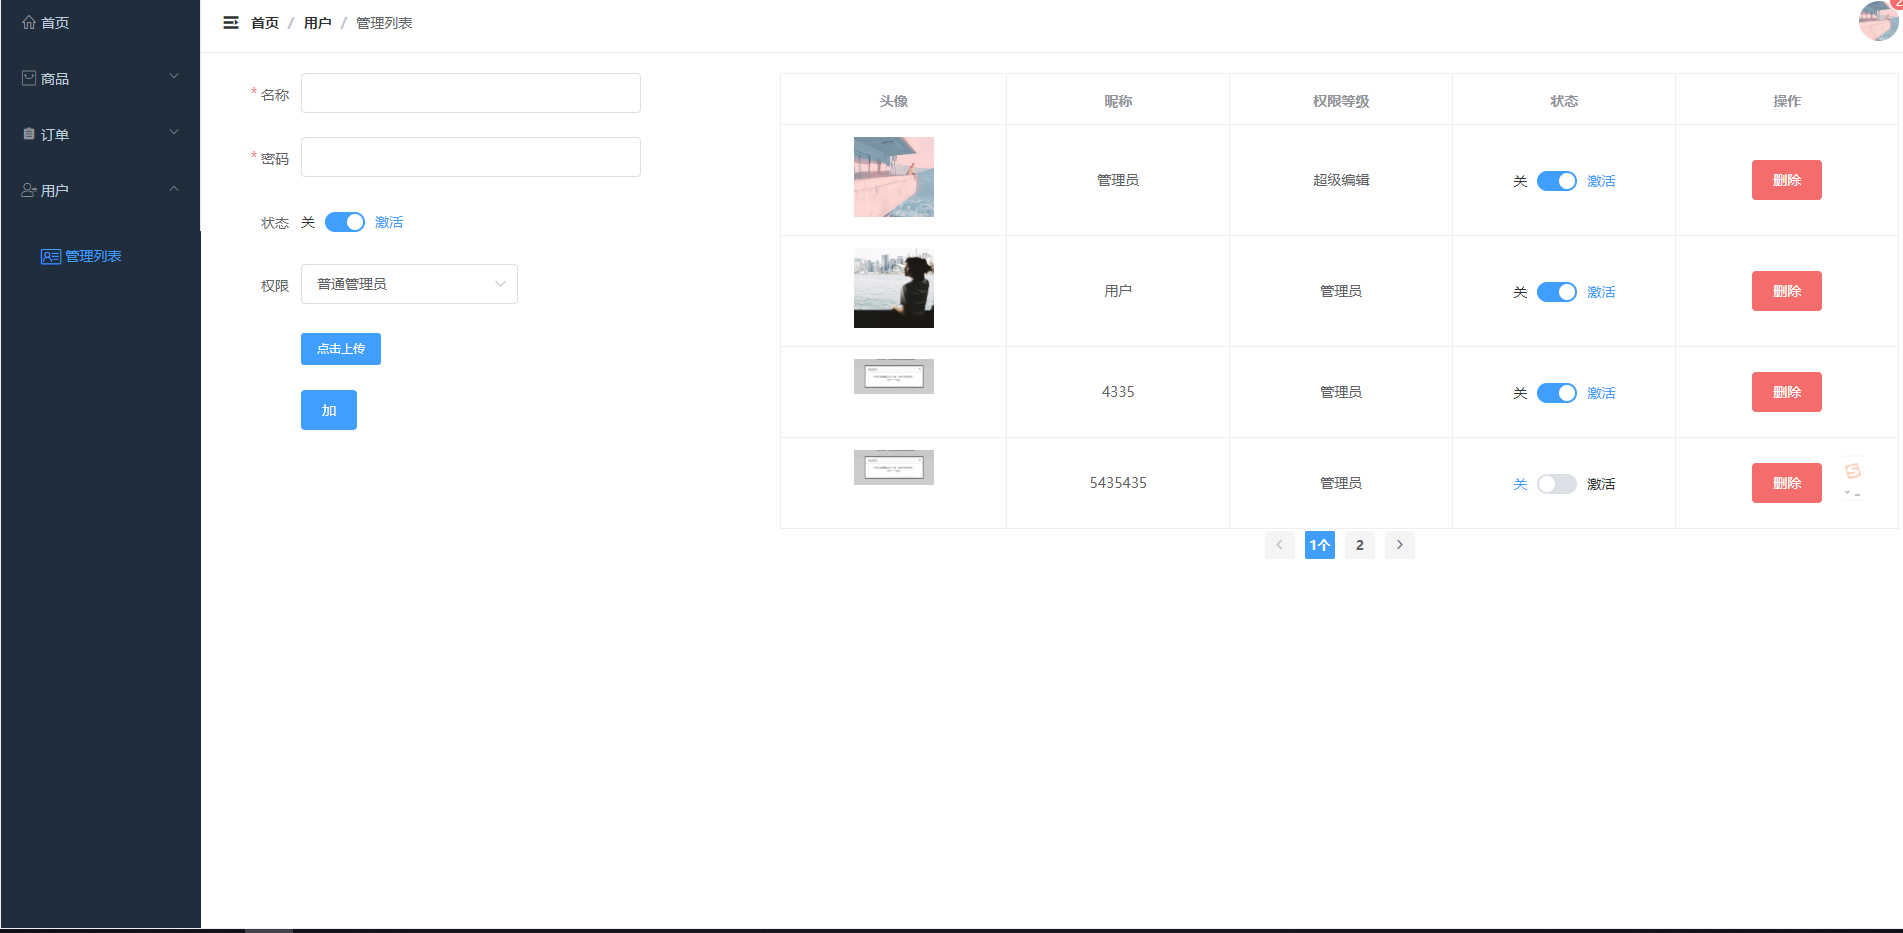 首页
商品
订单
用户
管理列表
首页 / 用户 / 管理列表
2
* 名称
* 密码
状态 关 激活
权限 普通管理员
点击上传
加
头像 昵称 权限等级 状态 操作
管理员 超级编辑 关 激活 删除
用户 管理员 关 激活 删除
4335 管理员 关 激活 删除
5435435 管理员 关 激活 删除
1个 2